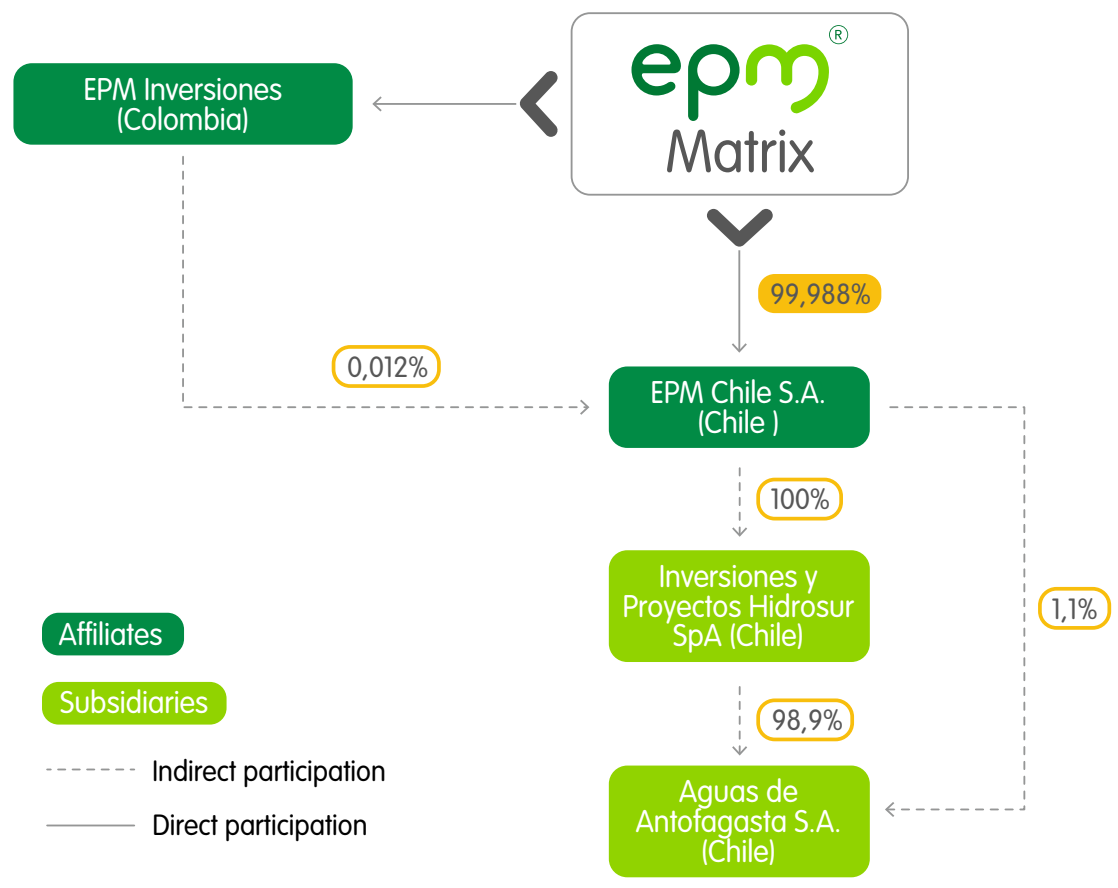 epm®
Matrix
EPM Inversiones
(Colombia)
99,988%
0,012%
EPM Chile S.A.
(Chile )
100%
Inversiones y
Proyectos Hidrosur
SpA (Chile)
1,1%
98,9%
Aguas de
Antofagasta S.A.
(Chile)
Affiliates
Subsidiaries
Indirect participation
Direct participation